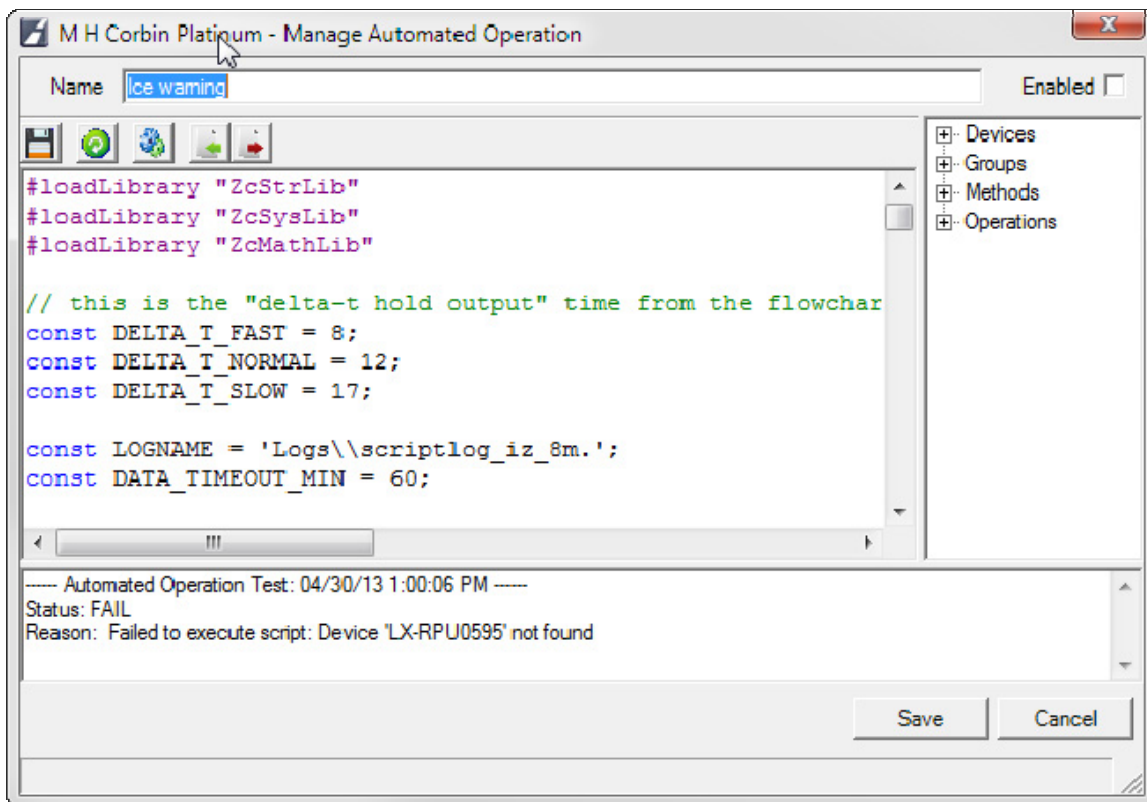 M H Corbin Platinum - Manage Automated Operation
Name Ice warning Enabled
#loadLibrary "ZcStrLib"
#loadLibrary "ZcSysLib"
#loadLibrary "ZcMathLib"
// this is the "delta-t hold output" time from the flowchar
const DELTA_T_FAST = 8;
const DELTA_T_NORMAL = 12;
const DELTA_T_SLOW = 17;
const LOGNAME = 'Logs\\scriptlog_iz_8m.';
const DATA_TIMEOUT_MIN = 60;
Devices
Groups
Methods
Operations
------ Automated Operation Test: 04/30/13 1:00:06 PM ------
Status: FAIL
Reason:  Failed to execute script: Device 'LX-RPU0595' not found
Save Cancel